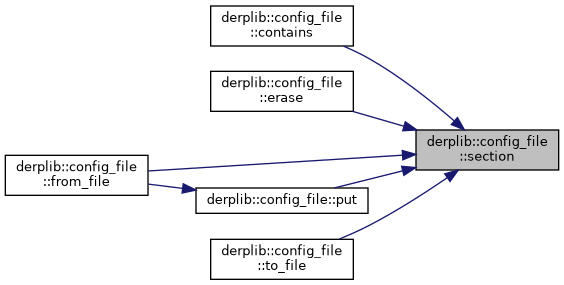 derplib::config_file
::contains
derplib::config_file
::erase
derplib::config_file
::section
derplib::config_file
::from_file
derplib::config_file::put
derplib::config_file
::to_file